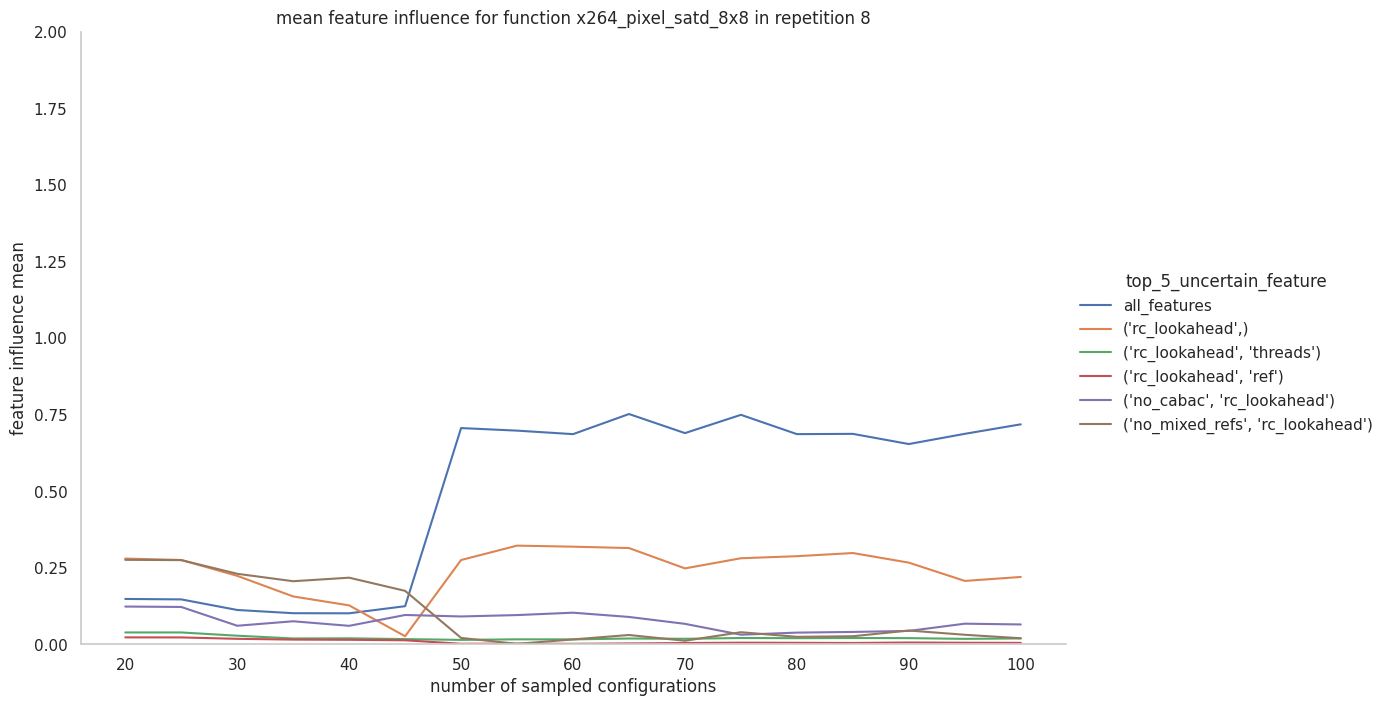 mean feature influence for function x264_pixel_satd_8x8 in repetition 8
2.00
1.75
1.50
1.25
1.00
0.75
0.50
0.25
0.00
feature influence mean
20 30 40 50 60 70 80 90 100
number of sampled configurations
top_5_uncertain_feature
all_features
('rc_lookahead',)
('rc_lookahead', 'threads')
('rc_lookahead', 'ref')
('no_cabac', 'rc_lookahead')
('no_mixed_refs', 'rc_lookahead')